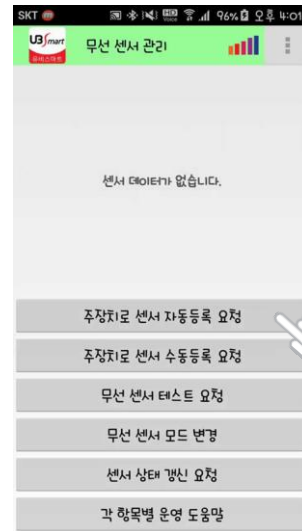 SKT 96% 오후 4:01
UBSmart
유비스마트
무선 센서 관리
센서 데이터가 없습니다.
주장치로 센서 자동등록 요청
주장치로 센서 수동등록 요청
무선 센서 테스트 요청
무선 센서 모드 변경
센서 상태 갱신 요청
각 항목별 운영 도움말